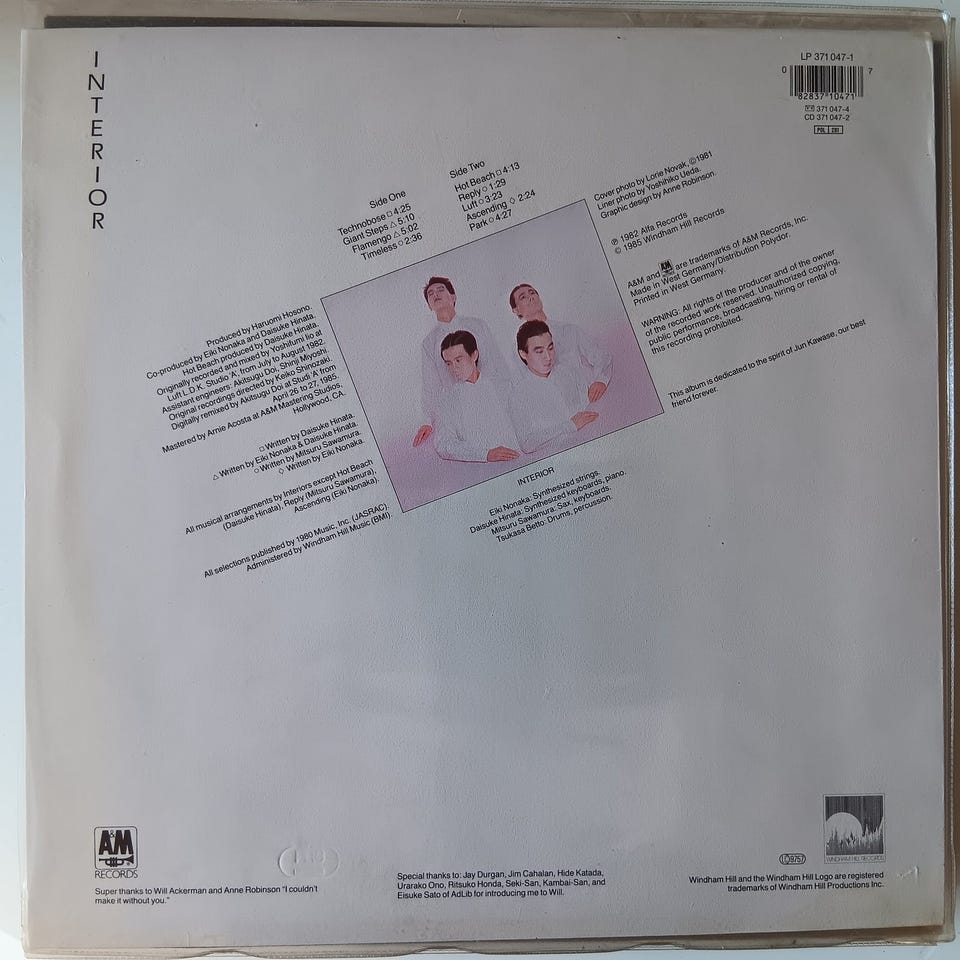 INTERIOR
LP 371 047-1
0 82837 10471 7
371 047-4
CD 371 047-2
POL 281
Side One
Technobose □ 4:25
Giant Steps △ 5:10
Flamengo △ 5:02
Timeless ○ 2:36
Side Two
Hot Beach □ 4:13
Reply ○ 1:29
Luft ○ 3:23
Ascending ◇ 2:24
Park ○ 4:27
Cover photo by Lorie Novak, ©1981
Liner photo by Yoshihiko Ueda.
Graphic design by Anne Robinson.
℗ 1982 Alfa Records
© 1985 Windham Hill Records
A&M and A&M are trademarks of A&M Records, Inc.
Made in West Germany/Distribution Polydor.
Printed in West Germany.
WARNING: All rights of the producer and of the owner
of the recorded work reserved. Unauthorized copying,
public performance, broadcasting, hiring or rental of
this recording prohibited.
This album is dedicated to the spirit of Jun Kawase, our best
friend forever.
Produced by Haruomi Hosono.
Co-produced by Eiki Nonaka and Daisuke Hinata.
Hot Beach produced by Daisuke Hinata.
Originally recorded and mixed by Yoshifumi Iio at
Luft L.D.K. Studio 'A', from July to August 1982.
Assistant engineers: Akitsugu Doi, Shinji Miyoshi.
Original recordings directed by Keiko Shinozaki.
Digitally remixed by Akitsugu Doi at Studi 'A' from
April 26 to 27, 1985.
Mastered by Arnie Acosta at A&M Mastering Studios,
Hollywood, CA.
□ Written by Daisuke Hinata.
△ Written by Eiki Nonaka & Daisuke Hinata.
○ Written by Mitsuru Sawamura.
◇ Written by Eiki Nonaka.
All musical arrangements by Interiors except Hot Beach
(Daisuke Hinata), Reply (Mitsuru Sawamura),
Ascending (Eiki Nonaka).
All selections published by 1980 Music, Inc. (JASRAC).
Administered by Windham Hill Music (BMI).
INTERIOR
Eiki Nonaka: Synthesized strings.
Daisuke Hinata: Synthesized keyboards, piano.
Mitsuru Sawamura: Sax, keyboards.
Tsukasa Betto: Drums, percussion.
A&M
RECORDS
Super thanks to Will Ackerman and Anne Robinson "I couldn't
make it without you."
Special thanks to: Jay Durgan, Jim Cahalan, Hide Katada,
Urarako Ono, Ritsuko Honda, Seki-San, Kambai-San, and
Eisuke Sato of AdLib for introducing me to Will.
LC 9757
WINDHAM HILL RECORDS
Windham Hill and the Windham Hill Logo are registered
trademarks of Windham Hill Productions Inc.